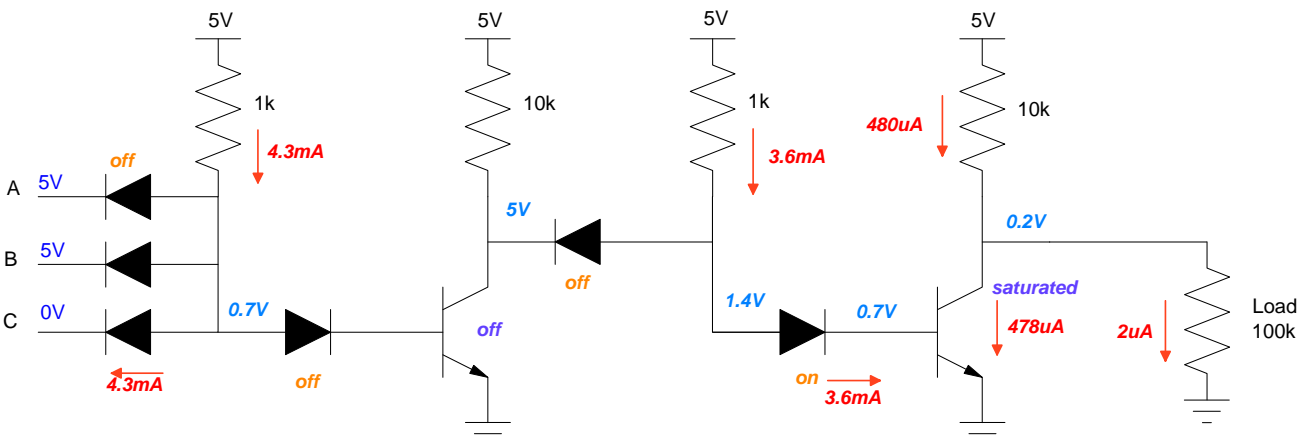 5V
5V
5V
5V
1k
10k
1k
10k
480uA
4.3mA
3.6mA
off
A
5V
5V
0.2V
B
5V
off
1.4V
saturated
C
0V
0.7V
off
0.7V
478uA
2uA
Load
100k
4.3mA
off
on
3.6mA